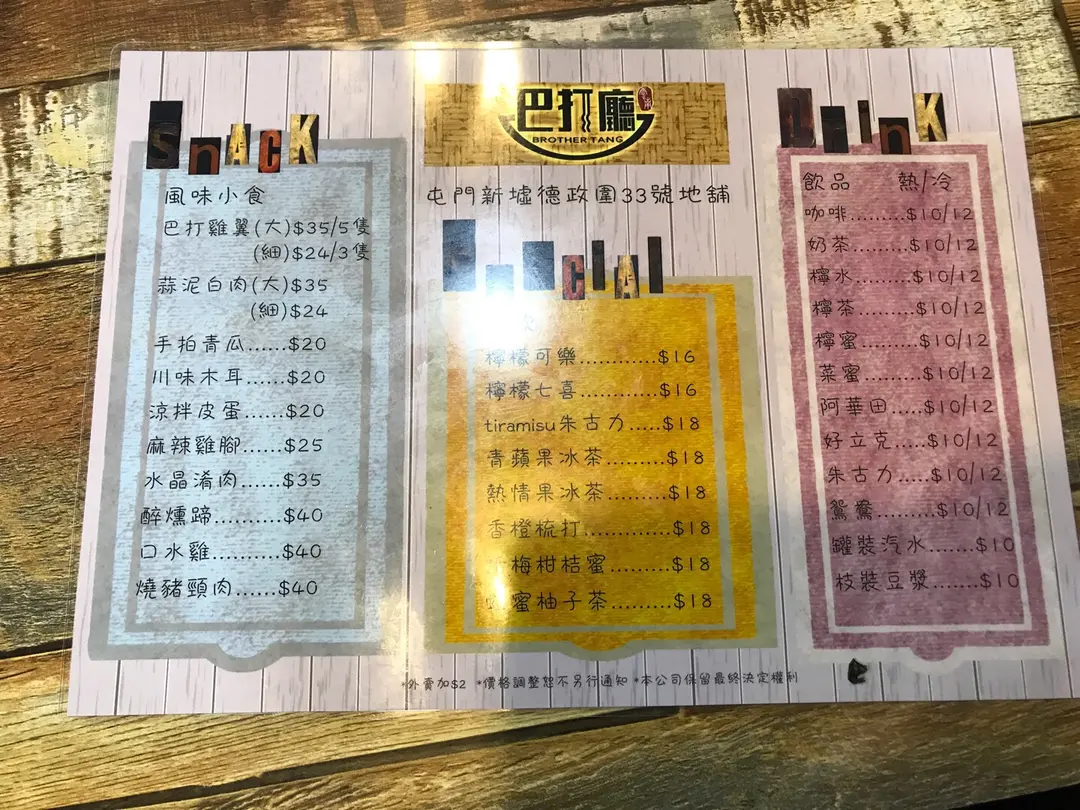 SnACK
風味小食
巴打雞翼(大)$35/5隻
(細)$24/3隻
蒜泥白肉(大)$35
(細)$24
手拍青瓜......$20
川味木耳......$20
涼拌皮蛋......$20
麻辣雞腳......$25
水晶淆肉......$35
醉燻蹄..........$40
口水雞..........$40
燒豬頸肉......$40
巴打廳
BROTHER TANG
屯門新墟德政圍33號地舖
SpeciAl
檸檬可樂...........$16
檸檬七喜...........$16
tiramisu朱古力.....$18
青蘋果冰茶........$18
熱情果冰茶........$18
香橙梳打...........$18
梅柑桔蜜.........$18
蜜柚子茶.........$18
DrinK
飲品 熱/冷
咖啡.........$10/12
奶茶.........$10/12
檸水.........$10/12
檸茶.........$10/12
檸蜜.........$10/12
菜蜜.........$10/12
阿華田.....$10/12
好立克.....$10/12
朱古力.....$10/12
鴛鴦.........$10/12
罐裝汽水.......$10
枝裝豆漿.......$10
*外賣加$2 *價格調整恕不另行通知 *本公司保留最終決定權利